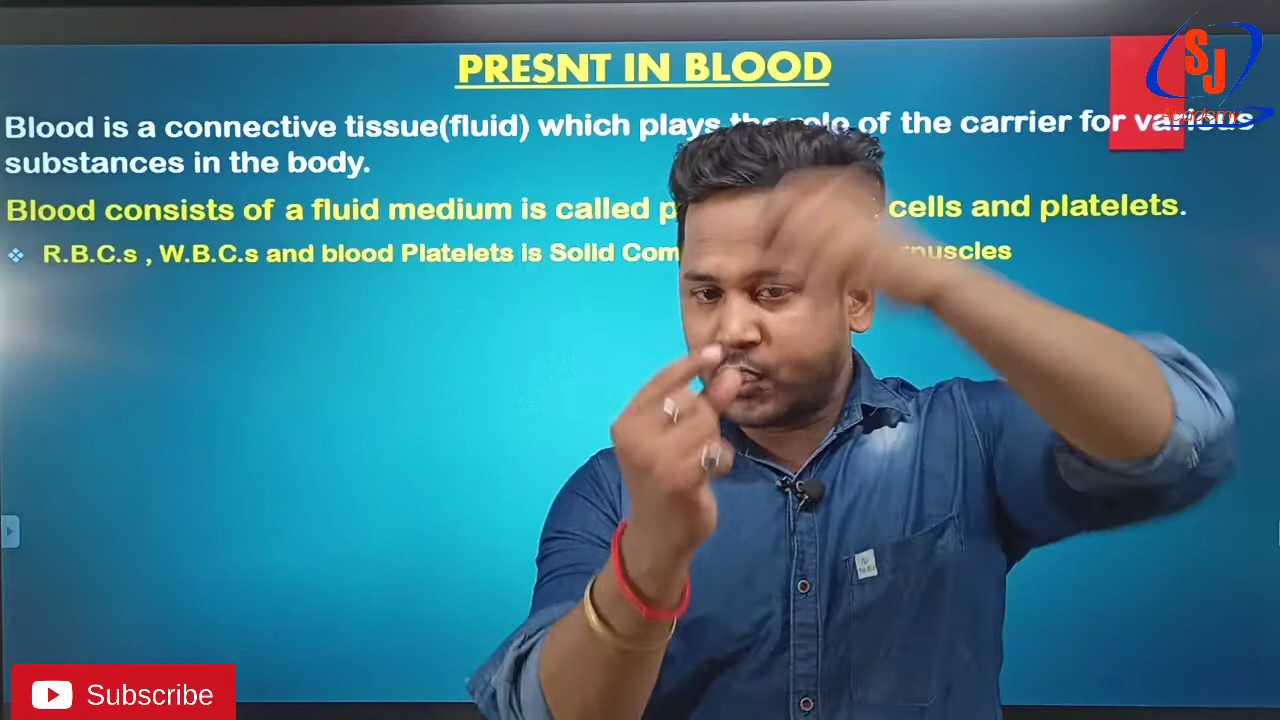 PRESNT IN BLOOD
Blood is a connective tissue(fluid) which plays the role of the carrier for various
substances in the body.
Blood consists of a fluid medium is called cells and platelets.
R.B.C.s , W.B.C.s and blood Platelets is Solid
SJ
Academy
Subscribe